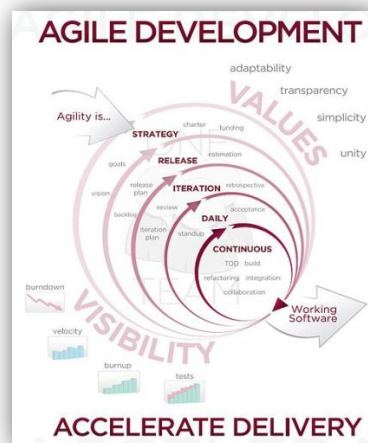 AGILE DEVELOPMENT
adaptability
transparency
simplicity
unity
VALUES
Agility is...
STRATEGY
charter
funding
goals
vision
RELEASE
estimation
release
plan
backlog
ITERATION
retrospective
review
iteration
plan
DAILY
acceptance
standup
CONTINUOUS
TDD build
refactoring integration
collaboration
ONE
TEAM
Working
Software
VISIBILITY
burndown
velocity
burnup
tests
ACCELERATE DELIVERY